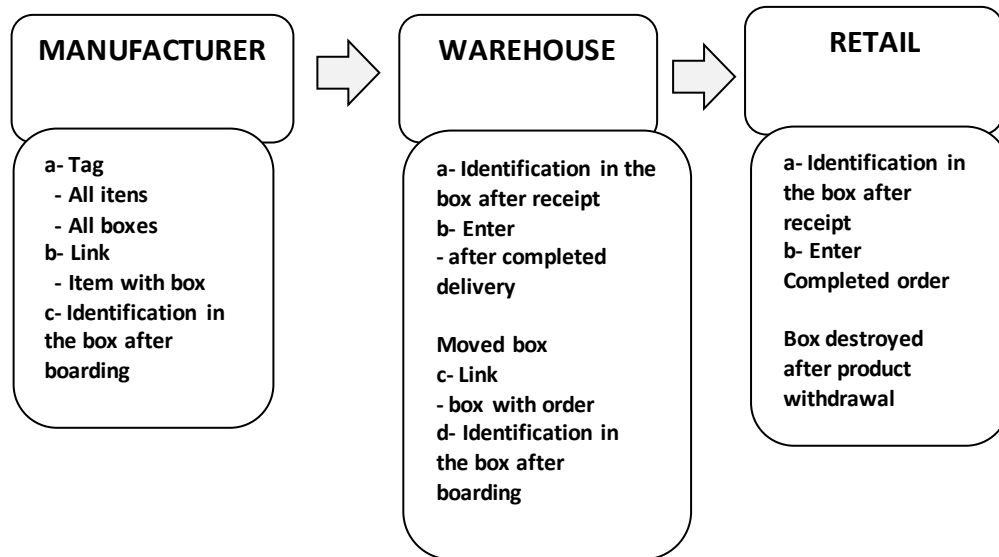 MANUFACTURER
a- Tag
- All itens
- All boxes
b- Link
- Item with box
c- Identification in
the box after
boarding
WAREHOUSE
a- Identification in the
box after receipt
b- Enter
- after completed
delivery
Moved box
c- Link
- box with order
d- Identification in
the box after
boarding
RETAIL
a- Identification in
the box after
receipt
b- Enter
Completed order
Box destroyed
after product
withdrawal